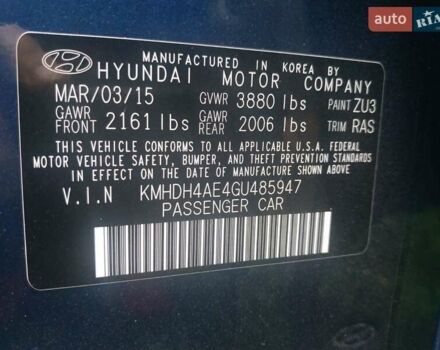 auto RIA
MANUFACTURED IN KOREA BY
HYUNDAI MOTOR COMPANY
MAR/03/15 GVWR 3880 lbs PAINT ZU3
GAWR FRONT 2161 lbs GAWR REAR 2006 lbs TRIM RAS
THIS VEHICLE CONFORMS TO ALL APPLICABLE U.S.A. FEDERAL
MOTOR VEHICLE SAFETY, BUMPER, AND THEFT PREVENTION STANDARDS
IN EFFECT ON THE DATE OF MANUFACTURE SHOWN ABOVE.
V.I.N KMHDH4AE4GU485947
PASSENGER CAR